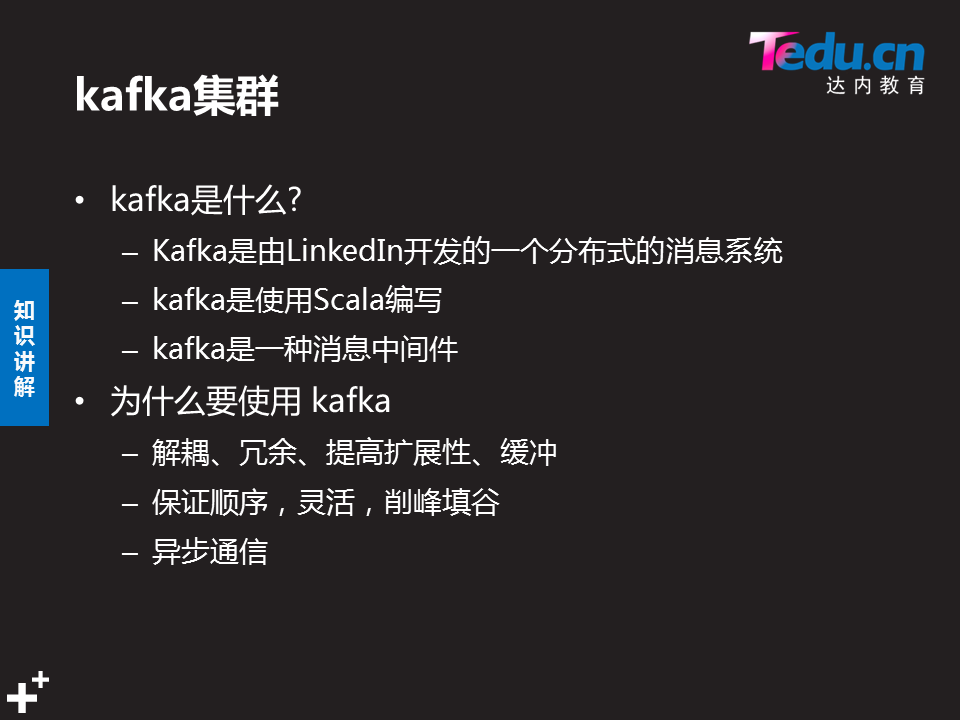 Tedu.cn
达内教育
kafka集群
• kafka是什么?
– Kafka是由LinkedIn开发的一个分布式的消息系统
– kafka是使用Scala编写
– kafka是一种消息中间件
知识讲解
• 为什么要使用 kafka
– 解耦、冗余、提高扩展性、缓冲
– 保证顺序，灵活，削峰填谷
– 异步通信